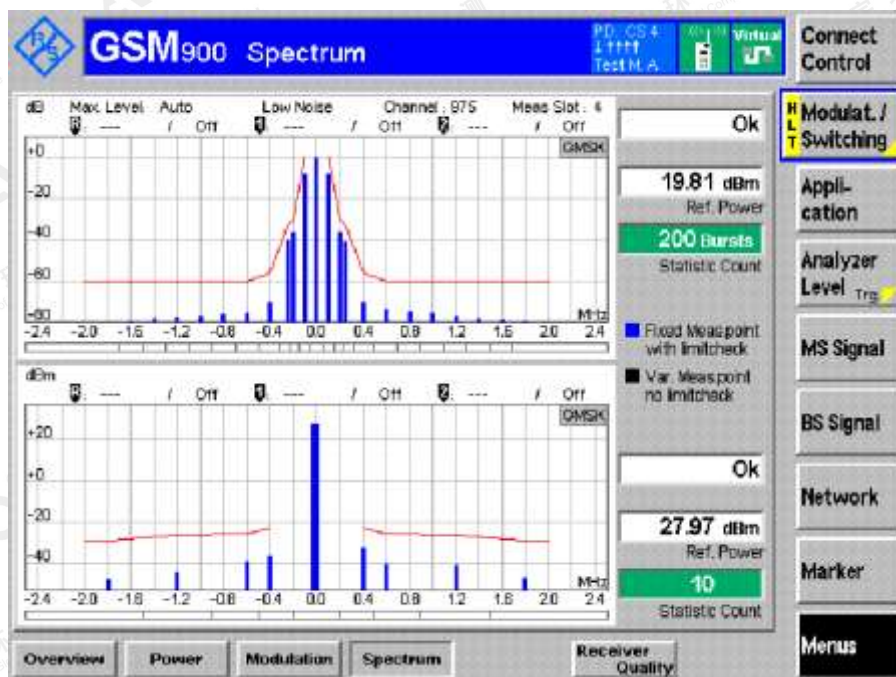 GSM900 Spectrum
PD. CS 4
Test M. A.
Virtual
Connect Control
HLT
Modulat./ Switching
Appli-
cation
Analyzer
Level Trg.
MS Signal
BS Signal
Network
Marker
Menus
dB Max. Level Auto Low Noise Channel: 975 Meas Slot: 4
--- / Off --- / Off --- / Off
GMSK
+0
-20
-40
-60
-80
MHz
-2.4 -2.0 -1.6 -1.2 -0.8 -0.4 0.0 0.4 0.8 1.2 1.6 2.0 2.4
Ok
19.81 dBm
Ref. Power
200 Bursts
Statistic Count
Fixed Measpoint
with limitcheck
Var. Measpoint
no limitcheck
dBm
--- / Off --- / Off --- / Off
GMSK
+20
+0
-20
-40
MHz
-2.4 -2.0 -1.6 -1.2 -0.8 -0.4 0.0 0.4 0.8 1.2 1.6 2.0 2.4
Ok
27.97 dBm
Ref. Power
10
Statistic Count
Overview Power Modulation Spectrum Receiver Quality